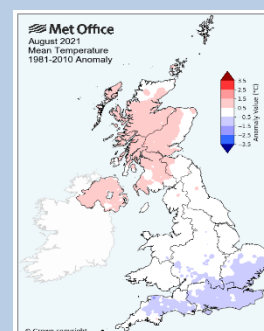 Met Office
August 2021
Mean Temperature
1981-2010 Anomaly
3.5
2.5
1.5
0.5
-0.5
-1.5
-2.5
-3.5
Anomaly Value (°C)
© Crown copyright